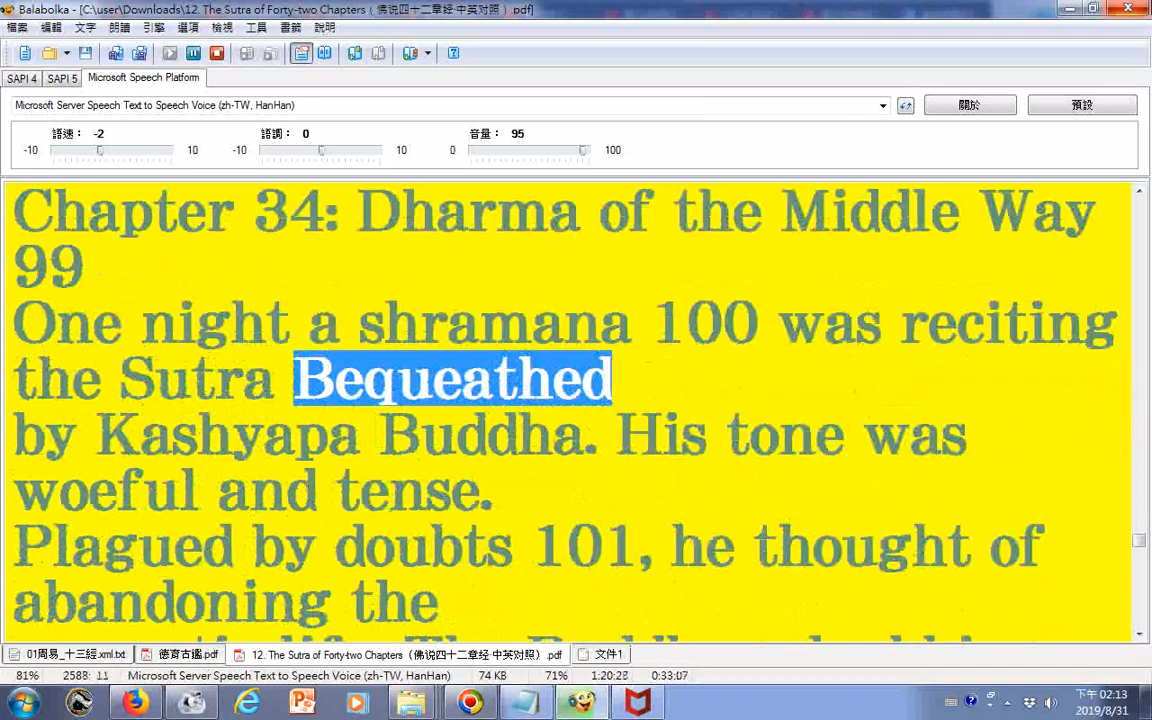 Balabolka - [C:\user\Downloads\12. The Sutra of Forty-two Chapters（佛说四十二章经·中英对照）.pdf]
檔案 編輯 文字 朗讀 引擎 選項 檢視 工具 書籤 說明
SAPI 4 SAPI 5 Microsoft Speech Platform
Microsoft Server Speech Text to Speech Voice (zh-TW, HanHan) 關於 預設
語速： -2 語調： 0 音量： 95
-10 10 -10 10 0 100
Chapter 34: Dharma of the Middle Way
99
One night a shramana 100 was reciting
the Sutra Bequeathed
by Kashyapa Buddha. His tone was
woeful and tense.
Plagued by doubts 101, he thought of
abandoning the
01周易_十三經.xml.txt 德育古鑑.pdf 12. The Sutra of Forty-two Chapters（佛说四十二章经·中英对照）.pdf 文件1
81% 2588: 11 Microsoft Server Speech Text to Speech Voice (zh-TW, HanHan) 74 KB 71% 1:20:28 0:33:07
下午 02:13
2019/8/31